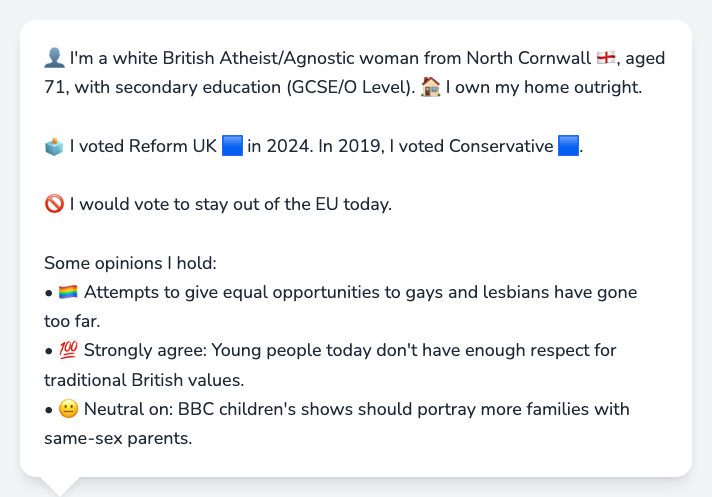 👤 I'm a white British Atheist/Agnostic woman from North Cornwall 🏴󠁧󠁢󠁥󠁮󠁧󠁿, aged
71, with secondary education (GCSE/O Level). 🏠 I own my home outright.
🗳️ I voted Reform UK 🟦 in 2024. In 2019, I voted Conservative 🟦.
🚫 I would vote to stay out of the EU today.
Some opinions I hold:
• 🏳️‍🌈 Attempts to give equal opportunities to gays and lesbians have gone
too far.
• 💯 Strongly agree: Young people today don't have enough respect for
traditional British values.
• 😐 Neutral on: BBC children's shows should portray more families with
same-sex parents.